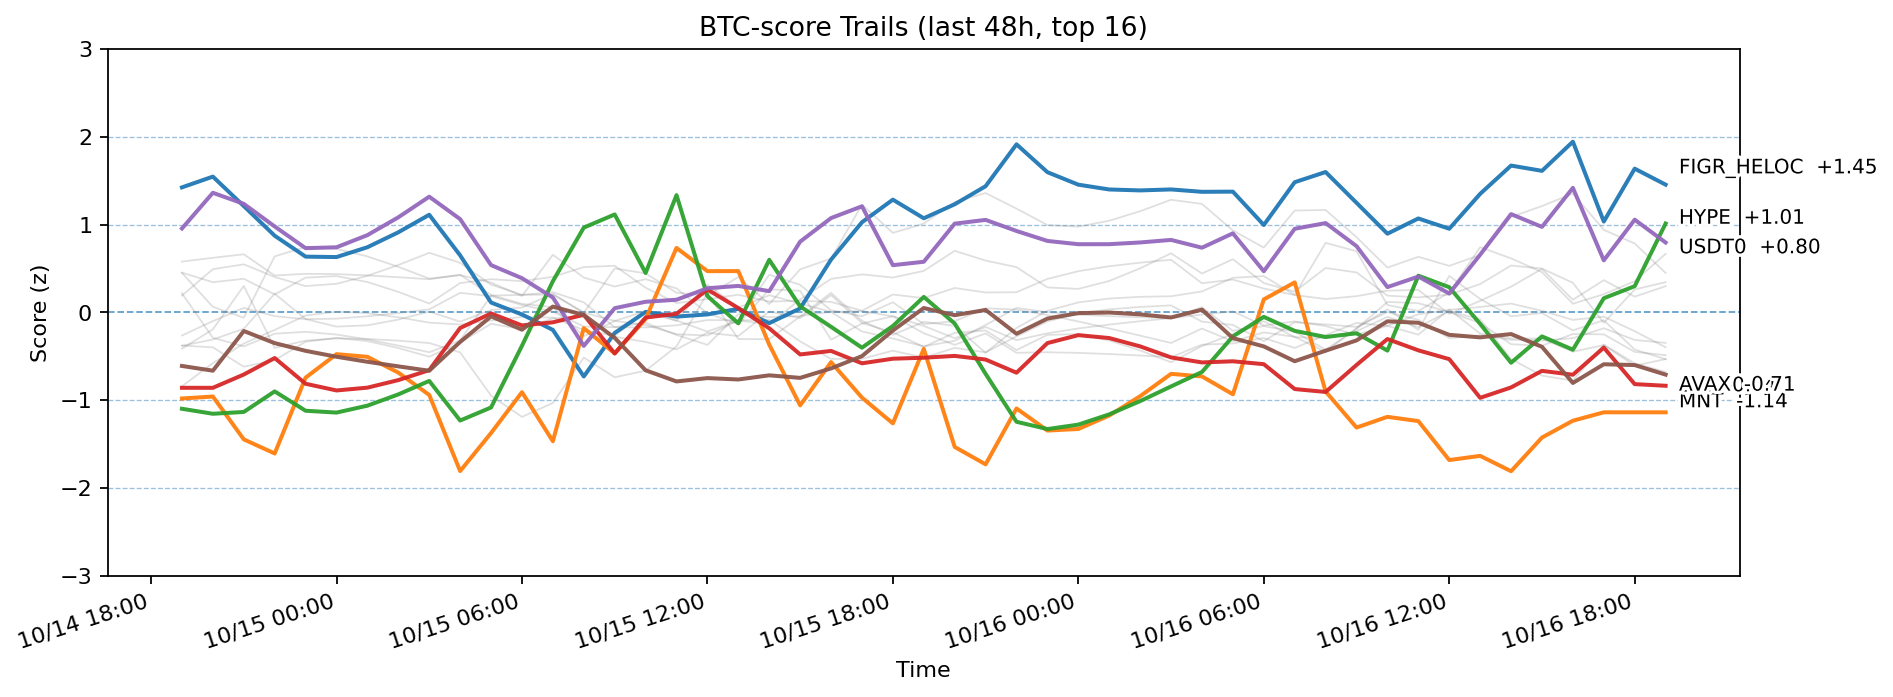 BTC-score Trails (last 48h, top 16)
3
2
1
0
−1
−2
−3
Score (z)
FIGR_HELOC +1.45
HYPE +1.01
USDT0 +0.80
AVAX -0.71
MNT -1.14
10/14 18:00
10/15 00:00
10/15 06:00
10/15 12:00
10/15 18:00
10/16 00:00
10/16 06:00
10/16 12:00
10/16 18:00
Time